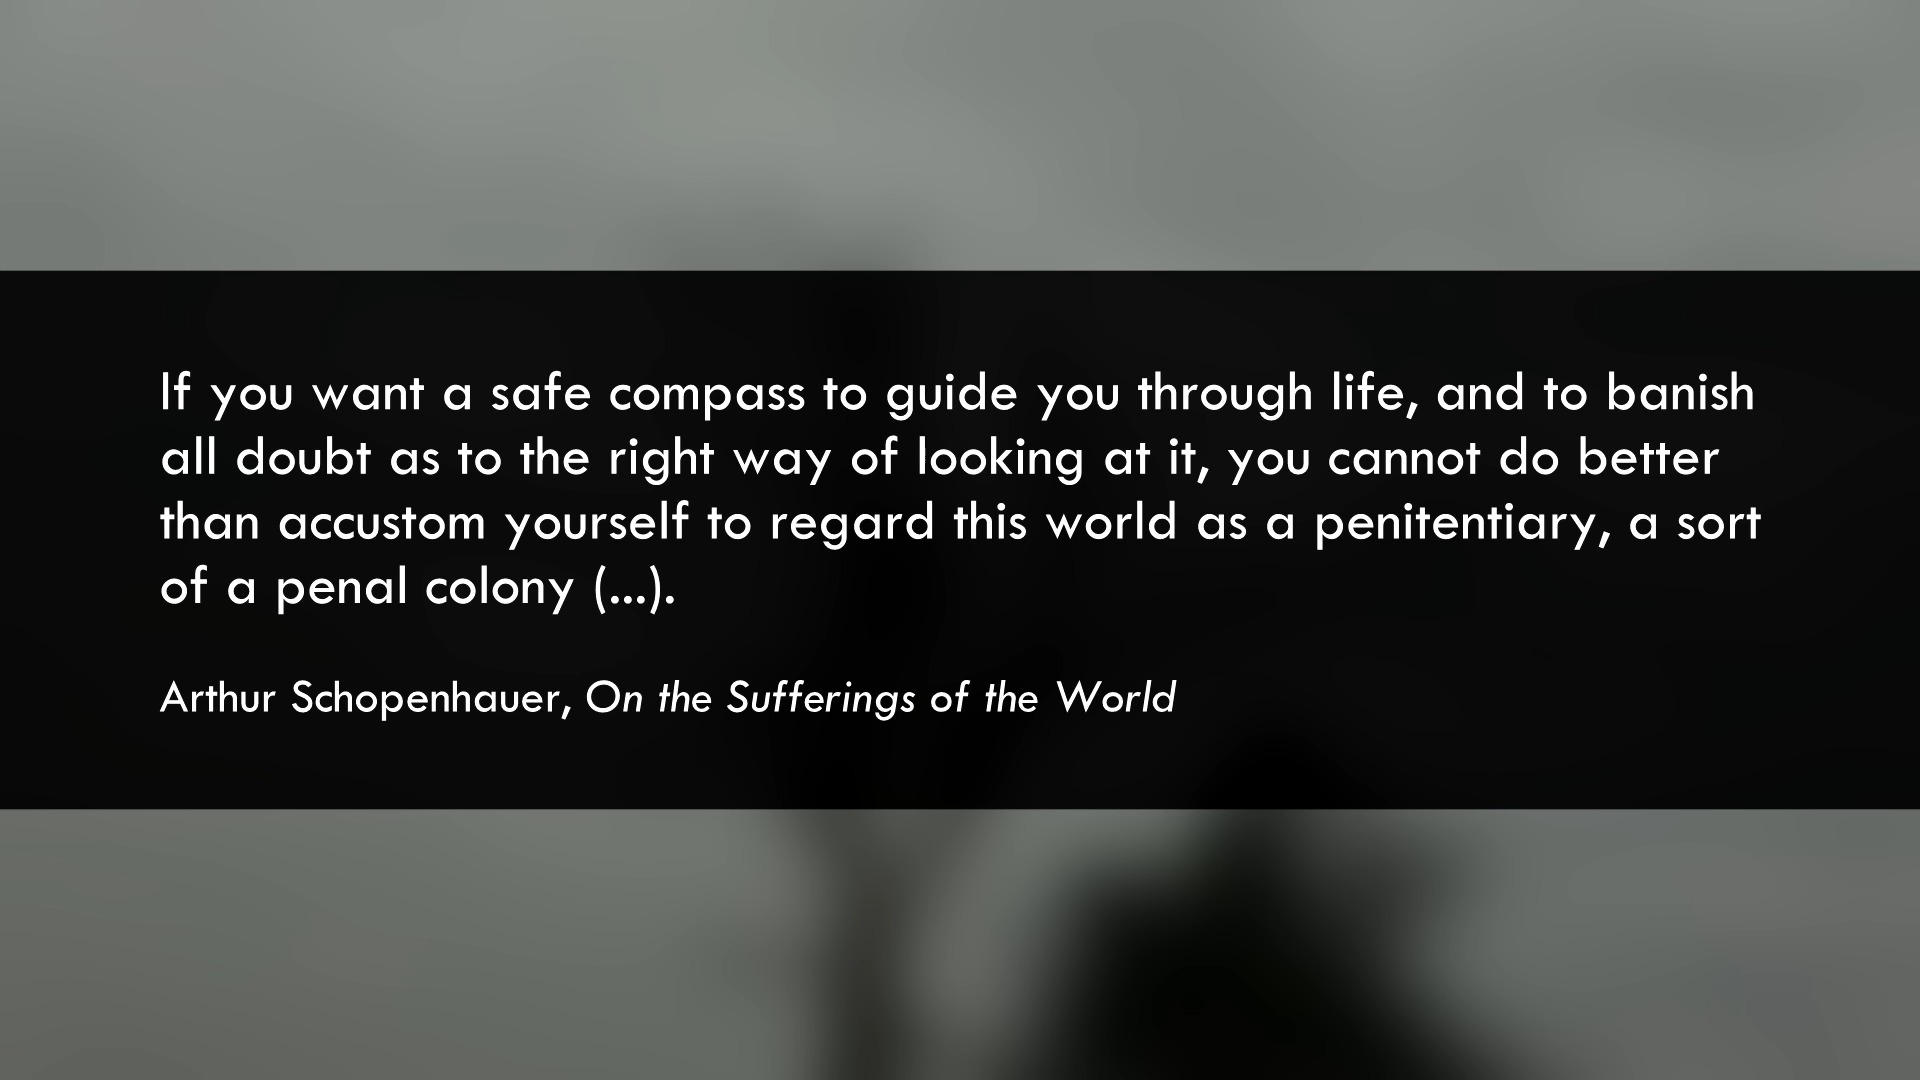 If you want a safe compass to guide you through life, and to banish
all doubt as to the right way of looking at it, you cannot do better
than accustom yourself to regard this world as a penitentiary, a sort
of a penal colony (...).
Arthur Schopenhauer, On the Sufferings of the World